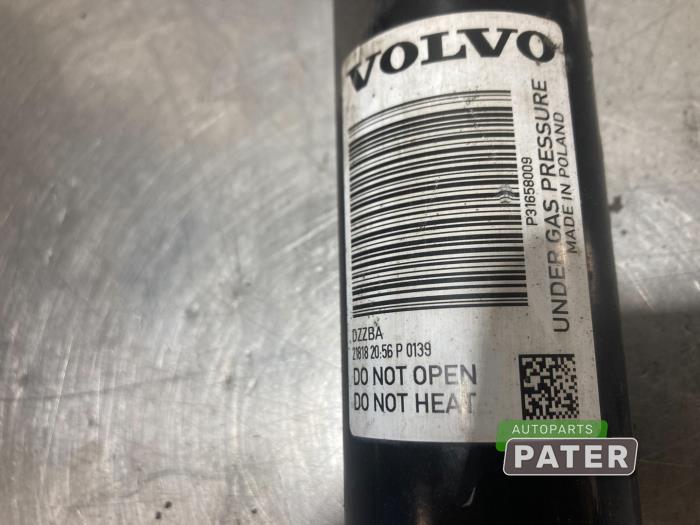 VOLVO
P31658009
UNDER GAS PRESSURE
MADE IN POLAND
DZZBA
21818 20:56 P 0139
DO NOT OPEN
DO NOT HEAT
AUTOPARTS
PATER